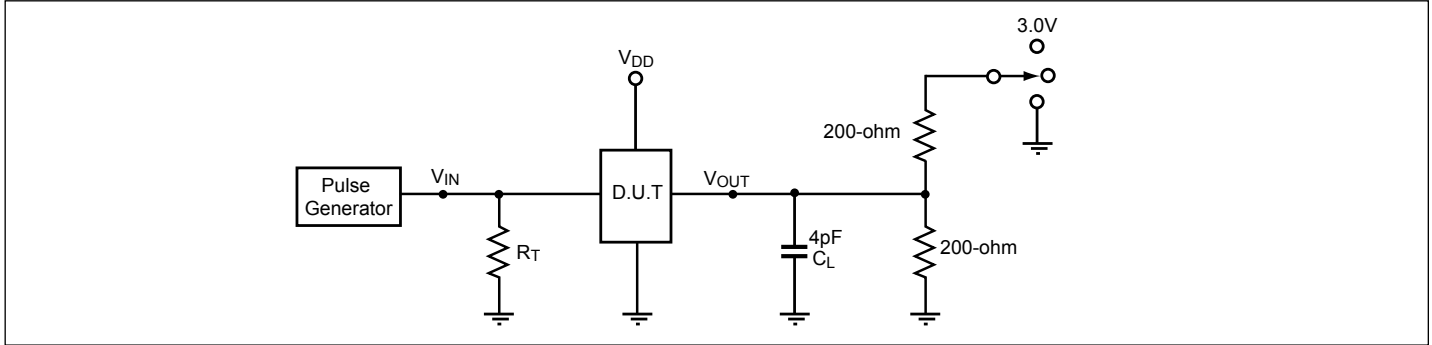 3.0V
VDD
200-ohm
Pulse
Generator
VIN
D.U.T
VOUT
RT
4pF
CL
200-ohm